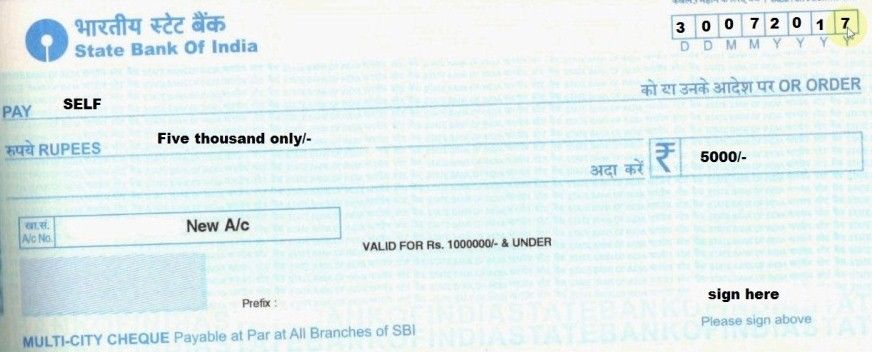 भारतीय स्टेट बैंक
State Bank Of India
3 0 0 7 2 0 1 7
D D M M Y Y Y Y
PAY SELF
को या उनके आदेश पर OR ORDER
रुपये RUPEES Five thousand only/-
अदा करें ₹ 5000/-
खा.सं.
A/c No. New A/c
VALID FOR Rs. 1000000/- & UNDER
Prefix :
sign here
Please sign above
MULTI-CITY CHEQUE Payable at Par at All Branches of SBI